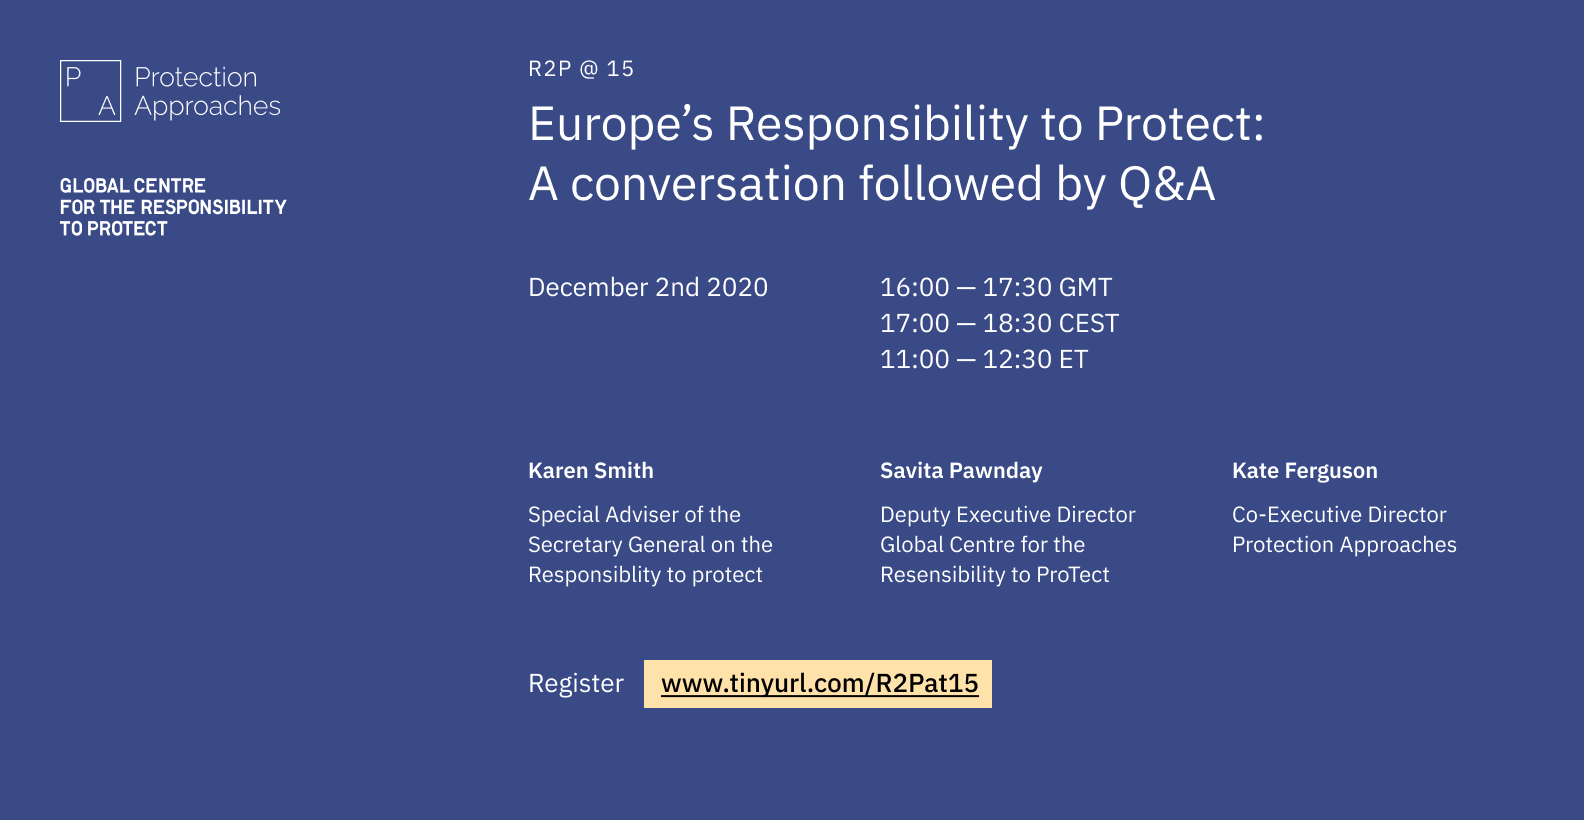 P
A
Protection
Approaches
GLOBAL CENTRE
FOR THE RESPONSIBILITY
TO PROTECT
R2P @ 15
Europe’s Responsibility to Protect:
A conversation followed by Q&A
December 2nd 2020
16:00 — 17:30 GMT
17:00 — 18:30 CEST
11:00 — 12:30 ET
Karen Smith
Special Adviser of the
Secretary General on the
Responsiblity to protect
Savita Pawnday
Deputy Executive Director
Global Centre for the
Resensibility to ProTect
Kate Ferguson
Co-Executive Director
Protection Approaches
Register
www.tinyurl.com/R2Pat15